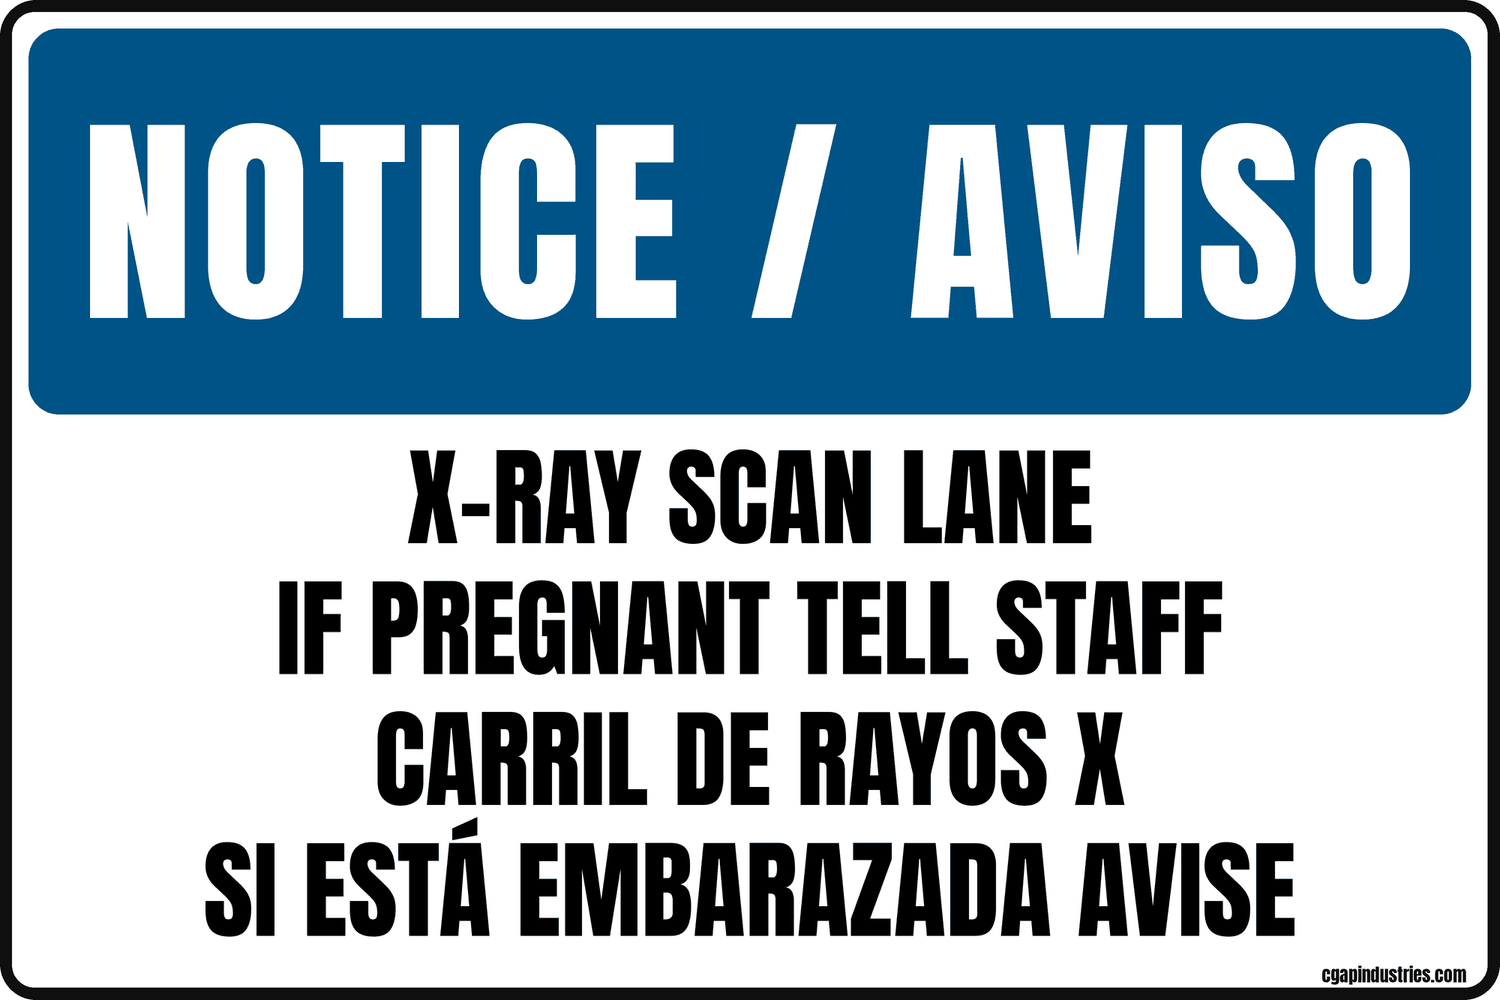 NOTICE / AVISO
X-RAY SCAN LANE
IF PREGNANT TELL STAFF
CARRIL DE RAYOS X
SI ESTÁ EMBARAZADA AVISE
cgapindustries.com